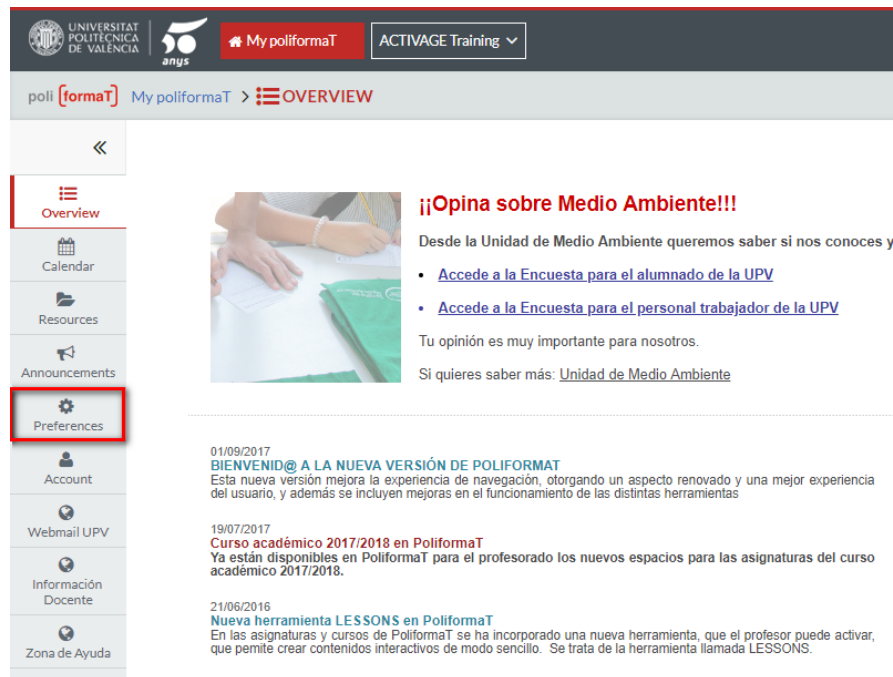 UNIVERSITAT
POLITÈCNICA
DE VALÈNCIA
50
anys
My poliformaT
ACTIVAGE Training
poli [formaT]
My poliformaT > OVERVIEW
Overview
Calendar
Resources
Announcements
Preferences
Account
Webmail UPV
Información
Docente
Zona de Ayuda
¡¡Opina sobre Medio Ambiente!!!
Desde la Unidad de Medio Ambiente queremos saber si nos conoces y
• Accede a la Encuesta para el alumnado de la UPV
• Accede a la Encuesta para el personal trabajador de la UPV
Tu opinión es muy importante para nosotros.
Si quieres saber más: Unidad de Medio Ambiente
01/09/2017
BIENVENID@ A LA NUEVA VERSIÓN DE POLIFORMAT
Esta nueva versión mejora la experiencia de navegación, otorgando un aspecto renovado y una mejor experiencia
del usuario, y además se incluyen mejoras en el funcionamiento de las distintas herramientas
19/07/2017
Curso académico 2017/2018 en PoliformaT
Ya están disponibles en PoliformaT para el profesorado los nuevos espacios para las asignaturas del curso
académico 2017/2018.
21/06/2016
Nueva herramienta LESSONS en PoliformaT
En las asignaturas y cursos de PoliformaT se ha incorporado una nueva herramienta, que el profesor puede activar,
que pemite crear contenidos interactivos de modo sencillo. Se trata de la herramienta llamada LESSONS.